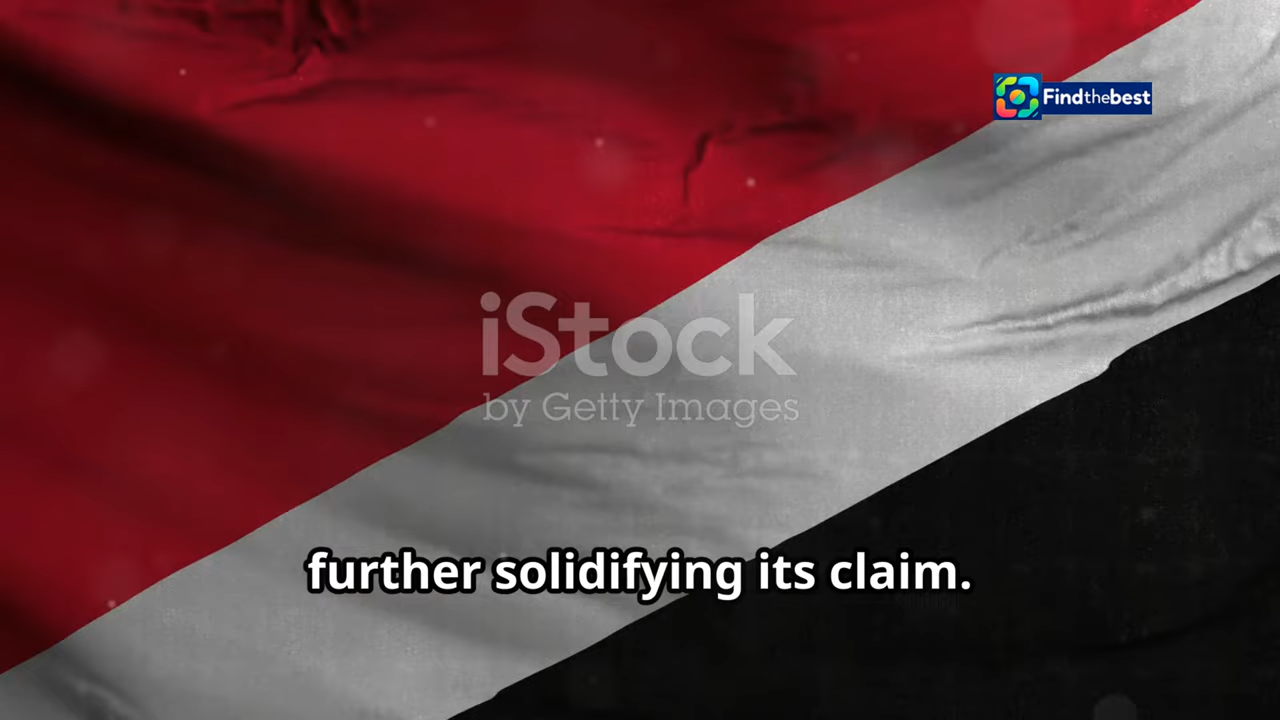 Findthebest
iStock
by Getty Images
further solidifying its claim.